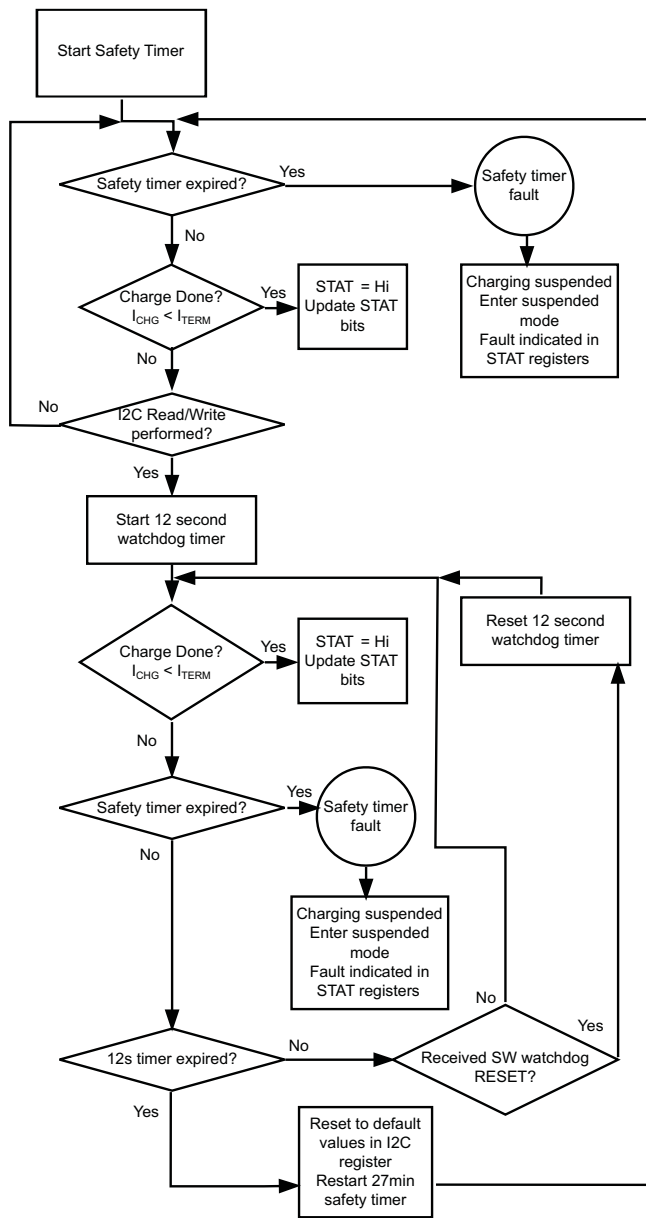 Start Safety Timer
Safety timer expired?
Yes
Safety timer
fault
No
Charge Done?
I_CHG < I_TERM
Yes
STAT = Hi
Update STAT
bits
Charging suspended
Enter suspended
mode
Fault indicated in
STAT registers
No
No
I2C Read/Write
performed?
Yes
Start 12 second
watchdog timer
Reset 12 second
watchdog timer
Charge Done?
I_CHG < I_TERM
Yes
STAT = Hi
Update STAT
bits
No
Safety timer expired?
Yes
Safety timer
fault
No
Charging suspended
Enter suspended
mode
Fault indicated in
STAT registers
No
Yes
12s timer expired?
No
Received SW watchdog
RESET?
Yes
Reset to default
values in I2C
register
Restart 27min
safety timer